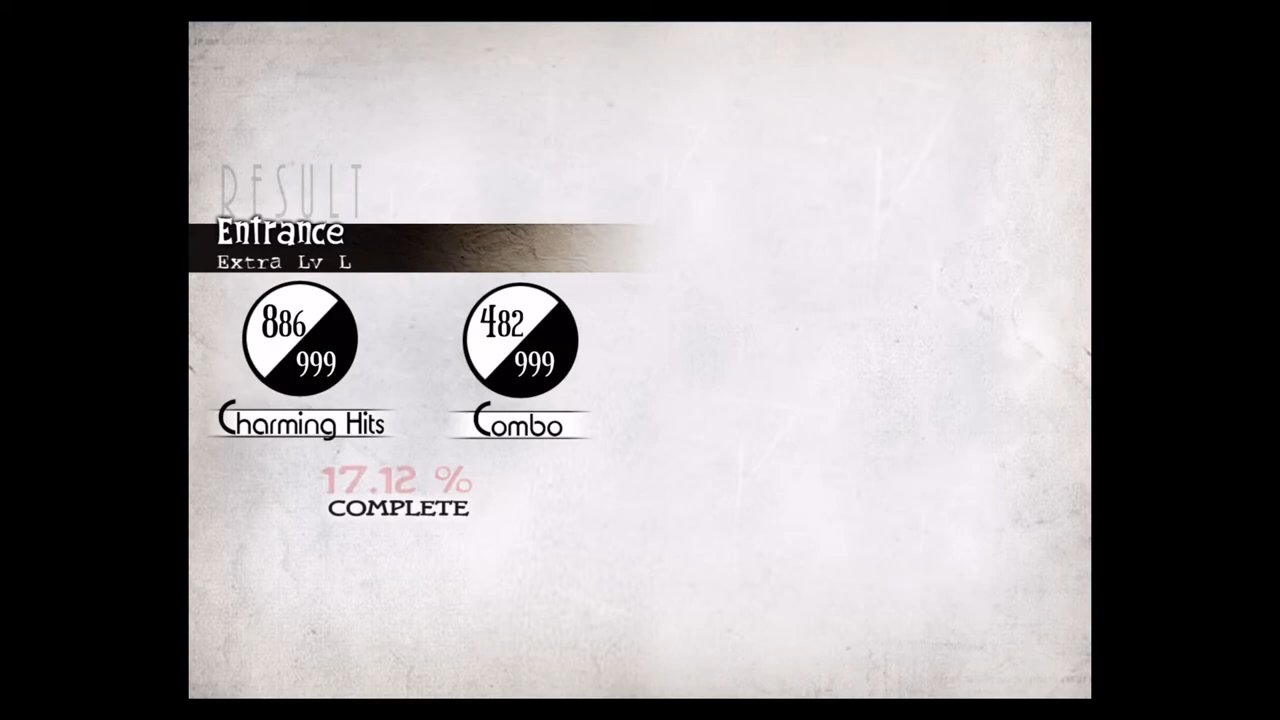 RESULT
Entrance
Extra Lv L
886
999
Charming Hits
482
999
Combo
17.12 %
COMPLETE